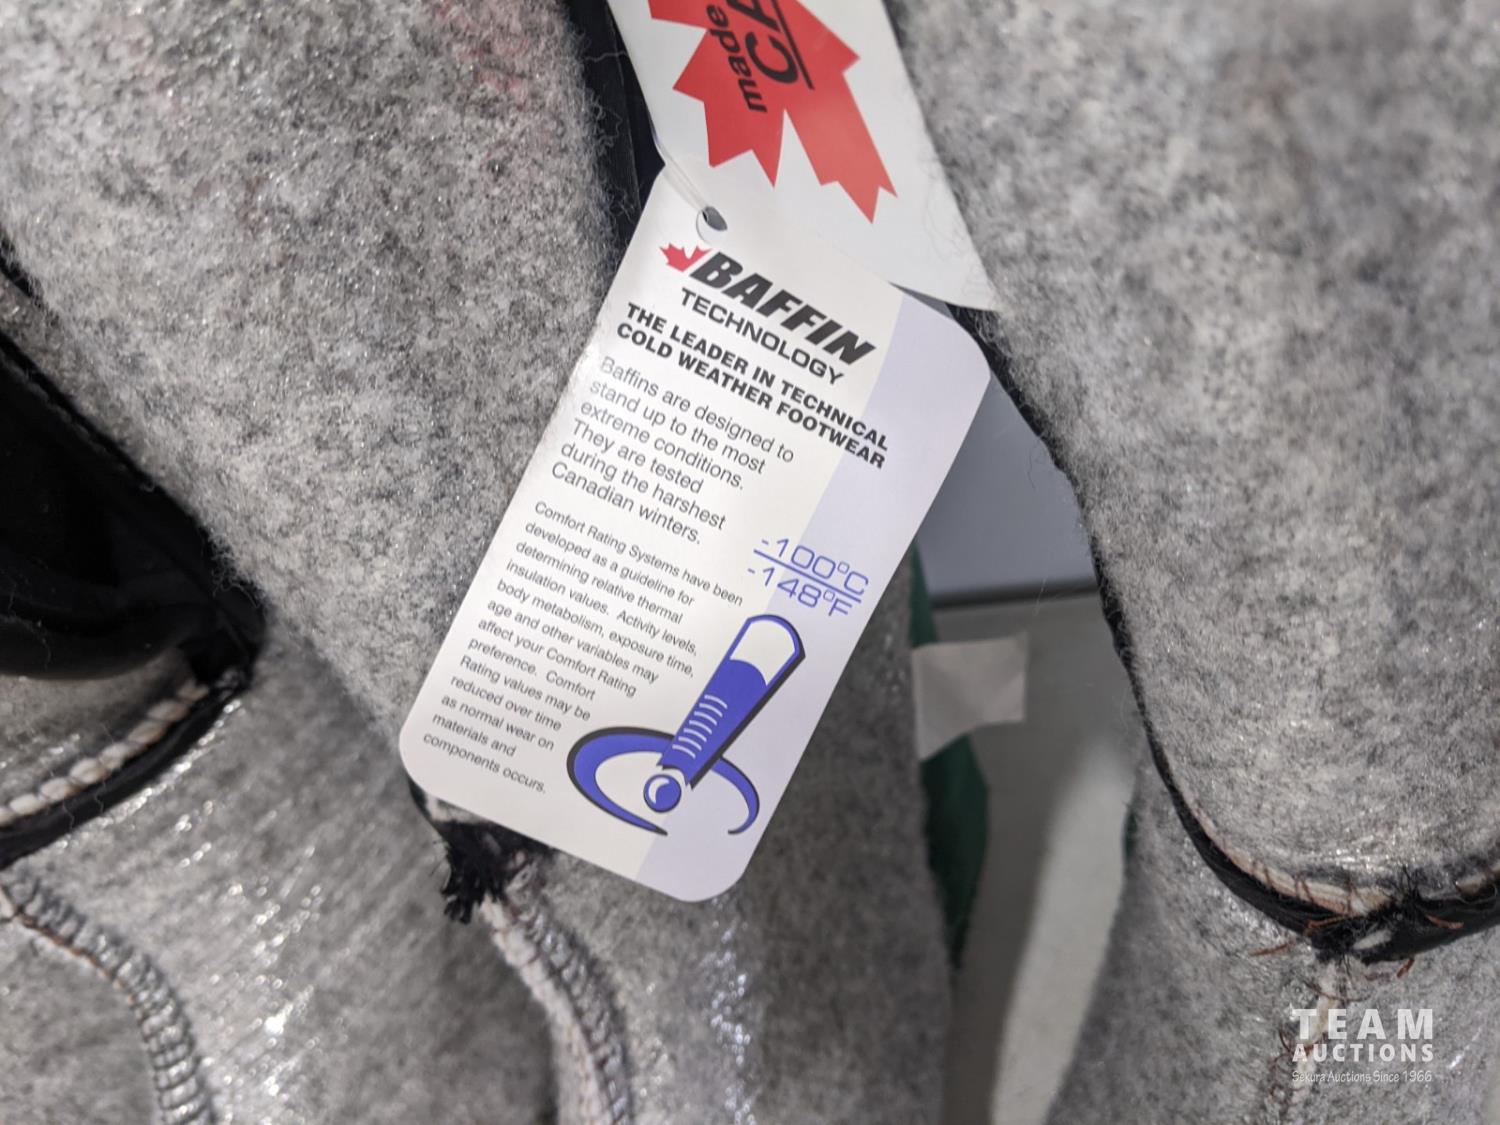 made
CA
BAFFIN
TECHNOLOGY
THE LEADER IN TECHNICAL
COLD WEATHER FOOTWEAR
Baffins are designed to
stand up to the most
extreme conditions.
They are tested
during the harshest
Canadian winters.
Comfort Rating Systems have been
developed as a guideline for
determining relative thermal
insulation values. Activity levels,
body metabolism, exposure time,
age and other variables may
affect your Comfort Rating
preference. Comfort
Rating values may be
reduced over time
as normal wear on
materials and
components occurs.
-100°C
-148°F
TEAM
AUCTIONS
Sekura Auctions Since 1966